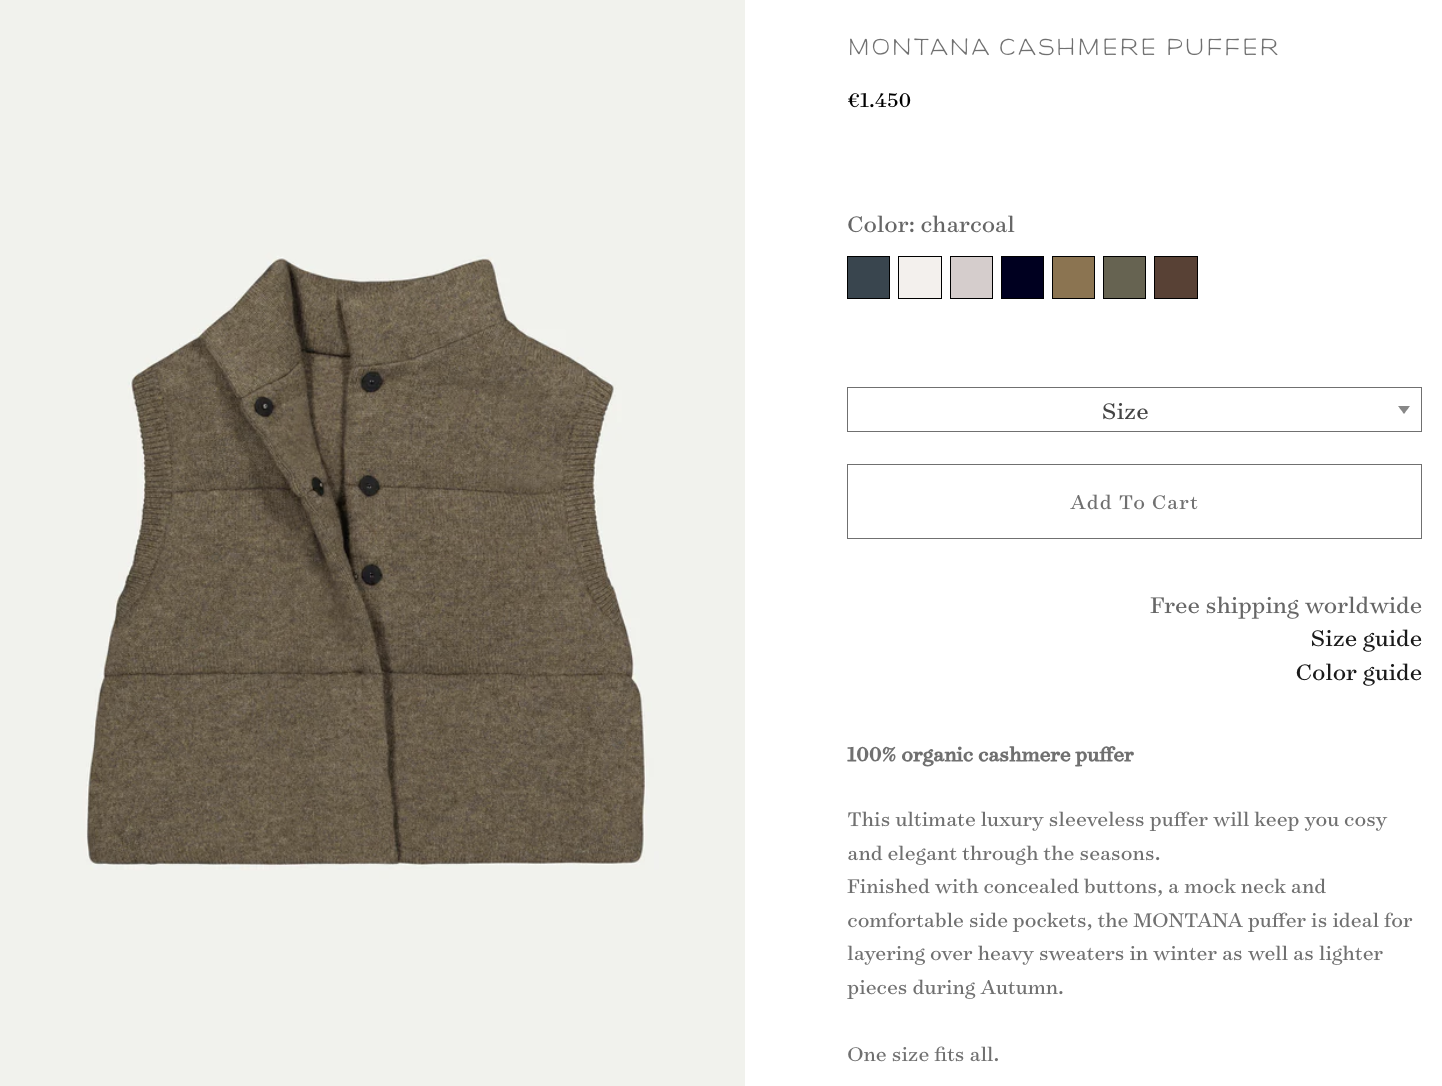 MONTANA CASHMERE PUFFER
€1.450
Color: charcoal
Size
Add To Cart
Free shipping worldwide
Size guide
Color guide
100% organic cashmere puffer
This ultimate luxury sleeveless puffer will keep you cosy
and elegant through the seasons.
Finished with concealed buttons, a mock neck and
comfortable side pockets, the MONTANA puffer is ideal for
layering over heavy sweaters in winter as well as lighter
pieces during Autumn.
One size fits all.